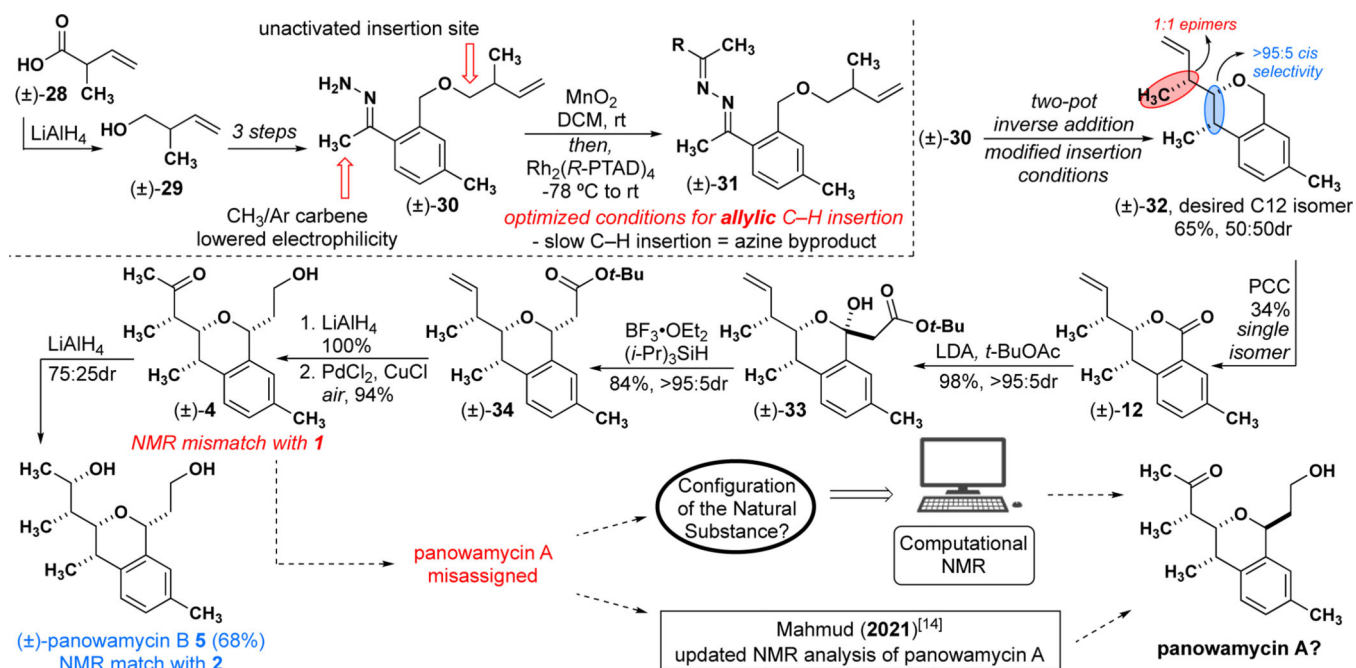 O
HO
CH3
(±)-28
LiAlH4
HO
CH3
(±)-29
3 steps
unactivated insertion site
H2N
N
CH3
O
CH3
CH3
(±)-30
CH3/Ar carbene
lowered electrophilicity
MnO2
DCM, rt
then,
Rh2(R-PTAD)4
-78 ºC to rt
R
CH3
N
N
CH3
O
CH3
CH3
(±)-31
optimized conditions for allylic C–H insertion
- slow C–H insertion = azine byproduct
(±)-30
two-pot
inverse addition
modified insertion
conditions
1:1 epimers
>95:5 cis
selectivity
H3C
O
H3C
CH3
(±)-32, desired C12 isomer
65%, 50:50dr
PCC
34%
single
isomer
O
O
H3C
H3C
CH3
(±)-12
LDA, t-BuOAc
98%, >95:5dr
OH
O
Ot-Bu
O
H3C
H3C
CH3
(±)-33
BF3•OEt2
(i-Pr)3SiH
84%, >95:5dr
O
Ot-Bu
O
H3C
H3C
CH3
(±)-34
1. LiAlH4
100%
2. PdCl2, CuCl
air, 94%
H3C
O
OH
O
H3C
H3C
CH3
(±)-4
NMR mismatch with 1
LiAlH4
75:25dr
H3C
OH
OH
O
H3C
H3C
CH3
(±)-panowamycin B 5 (68%)
NMR match with 2
panowamycin A
misassigned
Configuration
of the Natural
Substance?
Computational
NMR
Mahmud (2021)[14]
updated NMR analysis of panowamycin A
H3C
O
OH
O
H3C
H3C
CH3
panowamycin A?